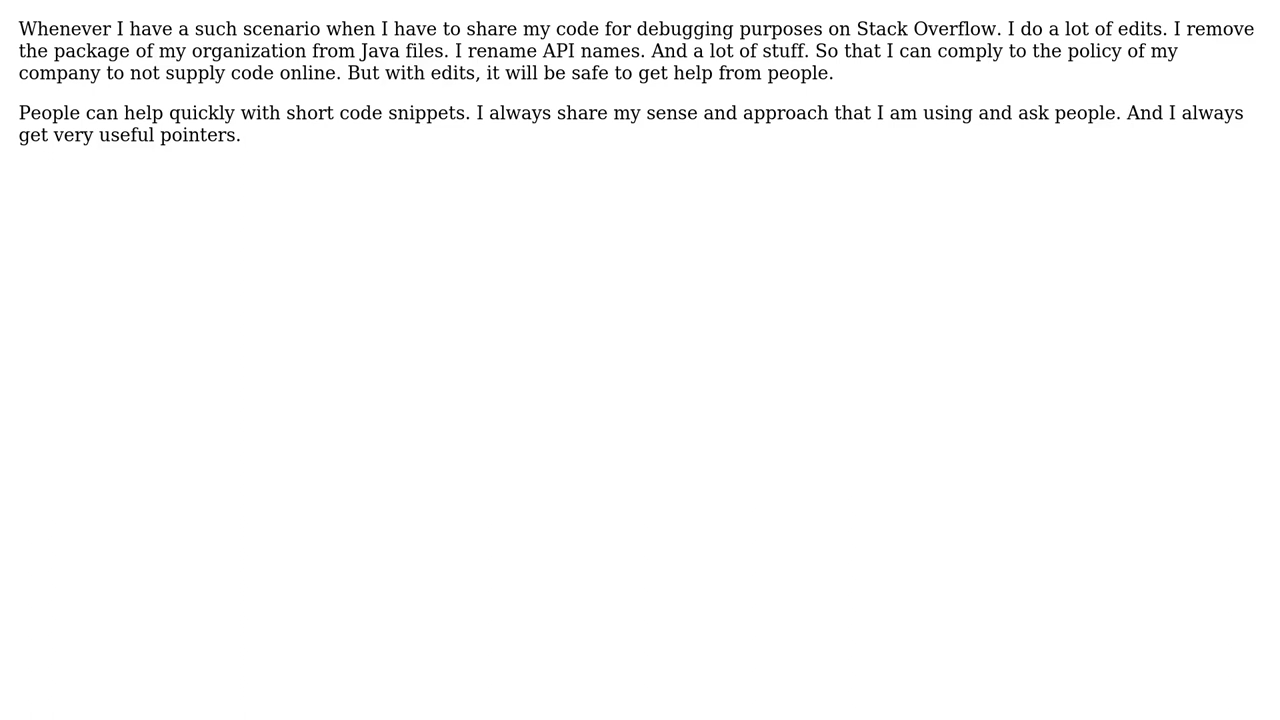 Whenever I have a such scenario when I have to share my code for debugging purposes on Stack Overflow. I do a lot of edits. I remove
the package of my organization from Java files. I rename API names. And a lot of stuff. So that I can comply to the policy of my
company to not supply code online. But with edits, it will be safe to get help from people.
People can help quickly with short code snippets. I always share my sense and approach that I am using and ask people. And I always
get very useful pointers.